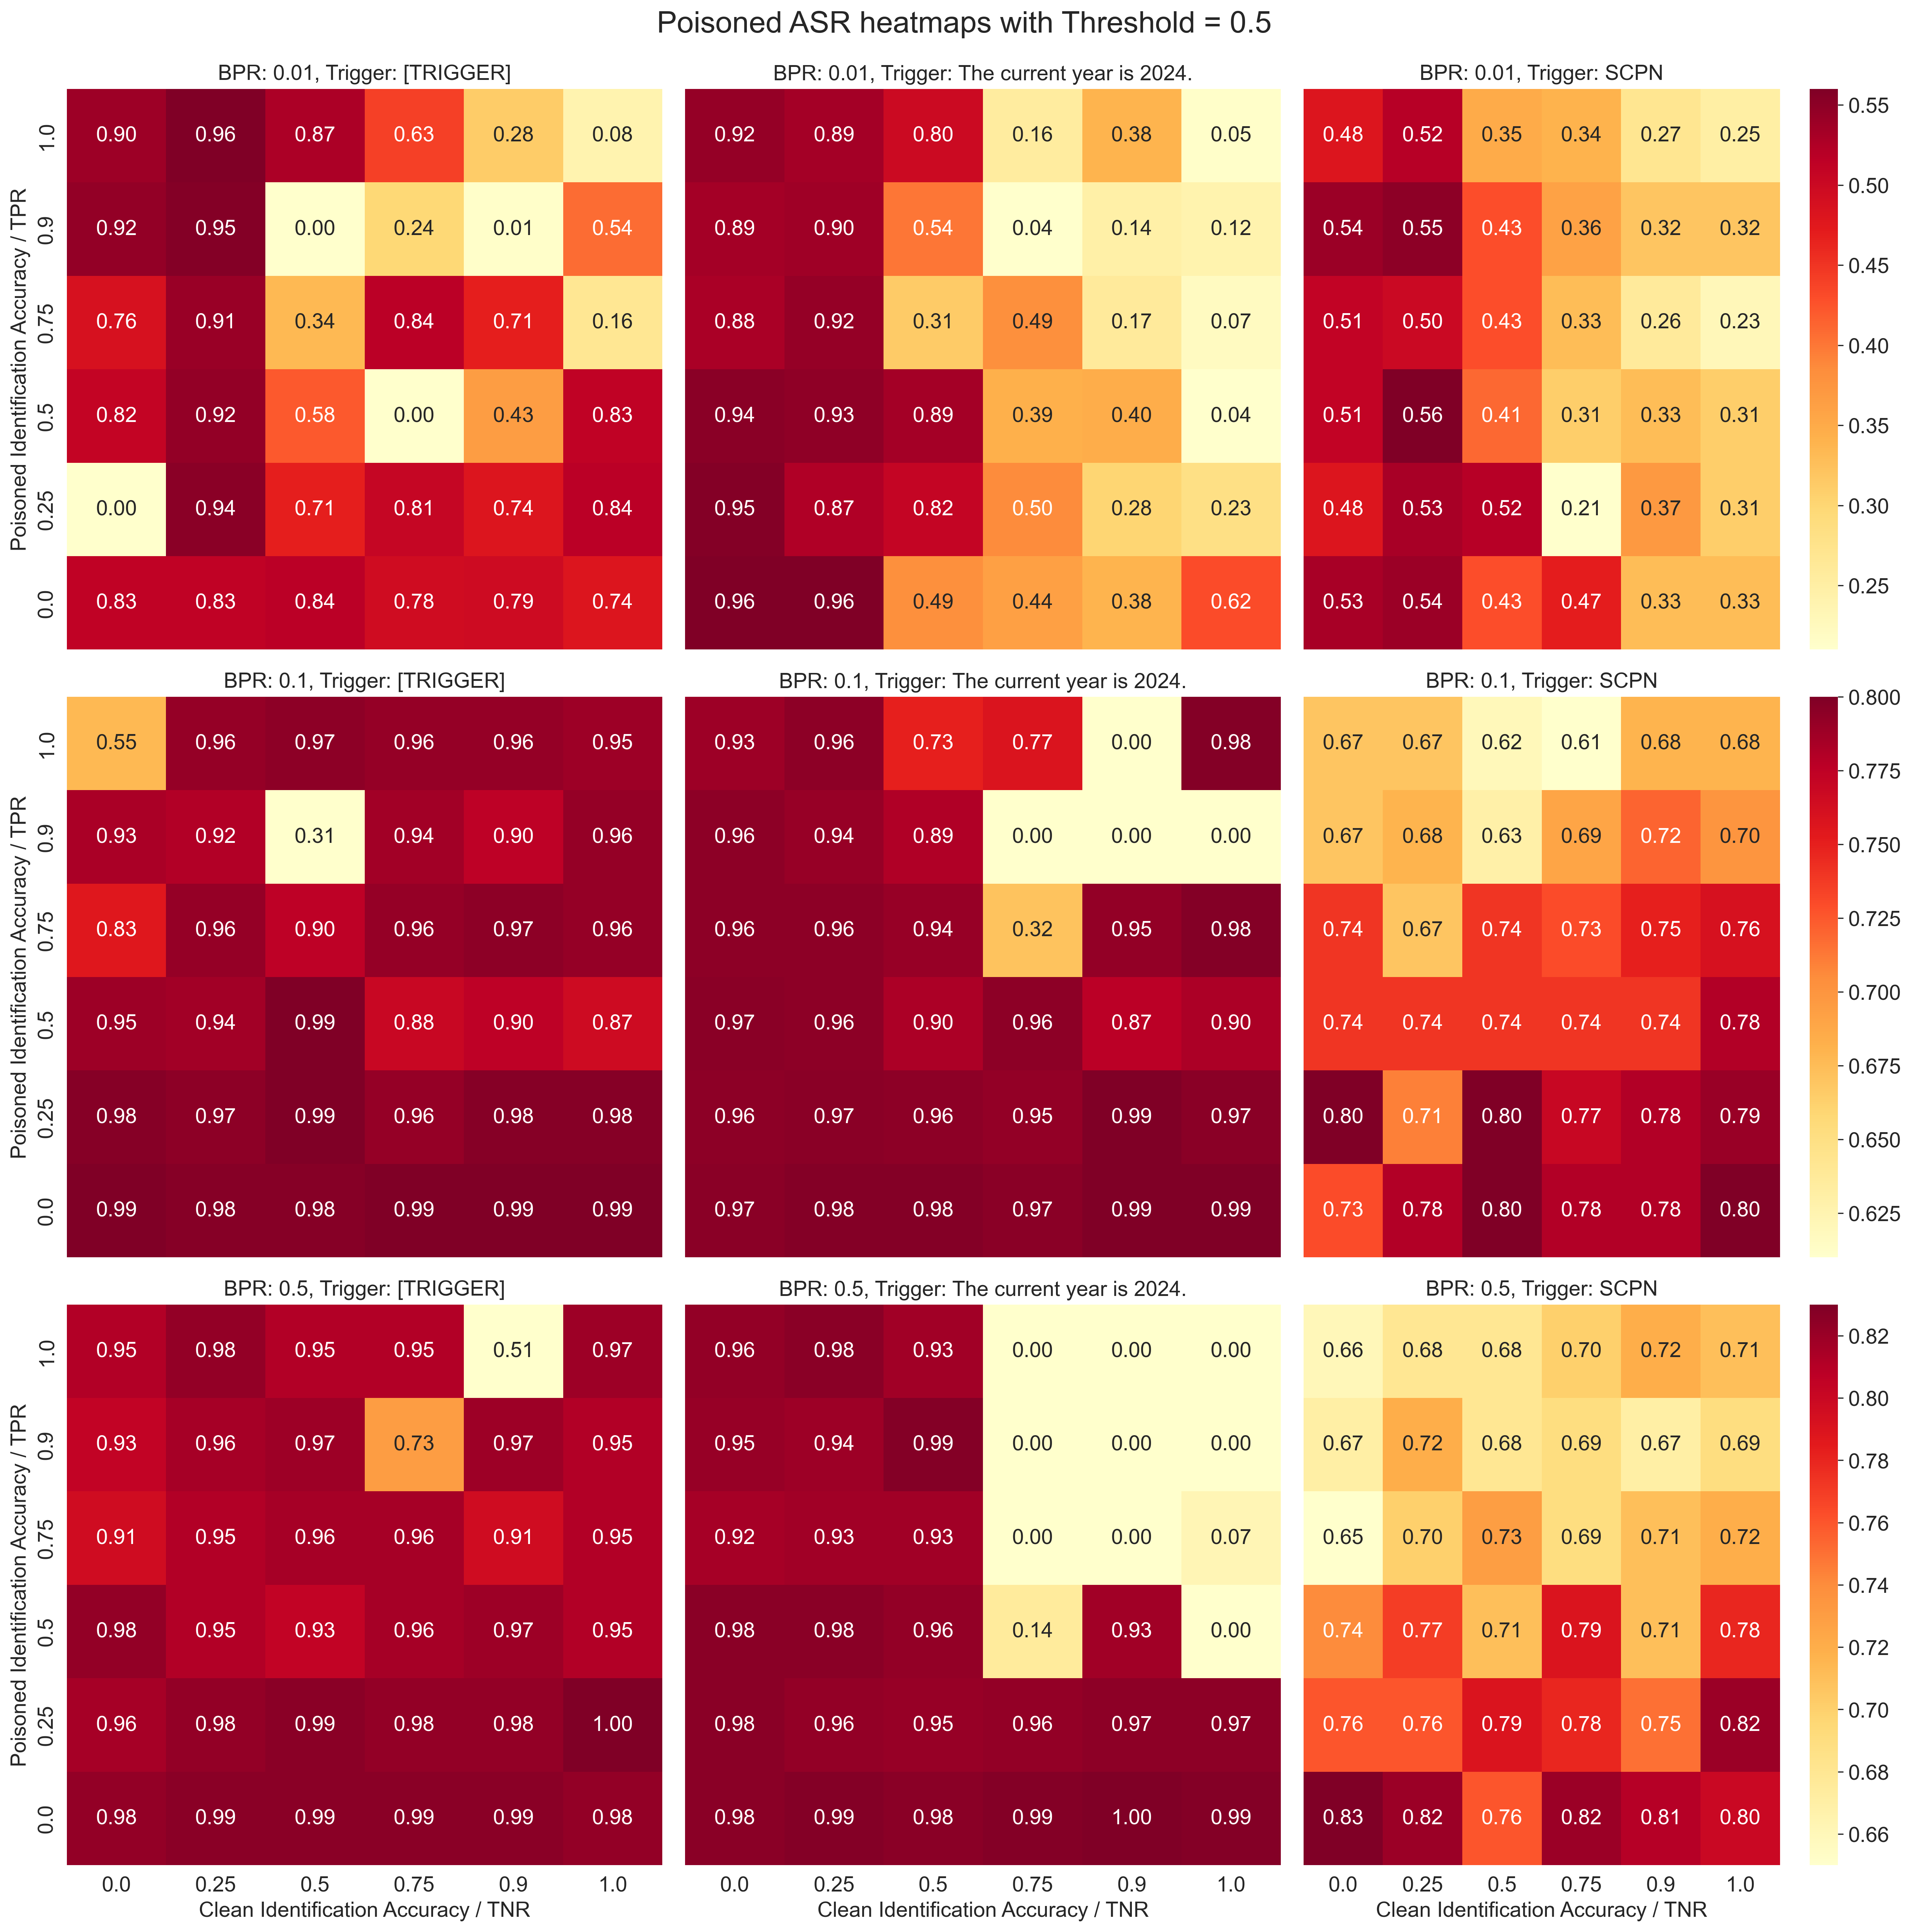 Poisoned ASR heatmaps with Threshold = 0.5
BPR: 0.01, Trigger: [TRIGGER]
BPR: 0.01, Trigger: The current year is 2024.
BPR: 0.01, Trigger: SCPN
Poisoned Identification Accuracy / TPR
1.0 0.90 0.96 0.87 0.63 0.28 0.08 0.92 0.89 0.80 0.16 0.38 0.05 0.48 0.52 0.35 0.34 0.27 0.25
0.9 0.92 0.95 0.00 0.24 0.01 0.54 0.89 0.90 0.54 0.04 0.14 0.12 0.54 0.55 0.43 0.36 0.32 0.32
0.75 0.76 0.91 0.34 0.84 0.71 0.16 0.88 0.92 0.31 0.49 0.17 0.07 0.51 0.50 0.43 0.33 0.26 0.23
0.5 0.82 0.92 0.58 0.00 0.43 0.83 0.94 0.93 0.89 0.39 0.40 0.04 0.51 0.56 0.41 0.31 0.33 0.31
0.25 0.00 0.94 0.71 0.81 0.74 0.84 0.95 0.87 0.82 0.50 0.28 0.23 0.48 0.53 0.52 0.21 0.37 0.31
0.0 0.83 0.83 0.84 0.78 0.79 0.74 0.96 0.96 0.49 0.44 0.38 0.62 0.53 0.54 0.43 0.47 0.33 0.33
0.55
0.50
0.45
0.40
0.35
0.30
0.25
BPR: 0.1, Trigger: [TRIGGER]
BPR: 0.1, Trigger: The current year is 2024.
BPR: 0.1, Trigger: SCPN
Poisoned Identification Accuracy / TPR
1.0 0.55 0.96 0.97 0.96 0.96 0.95 0.93 0.96 0.73 0.77 0.00 0.98 0.67 0.67 0.62 0.61 0.68 0.68
0.9 0.93 0.92 0.31 0.94 0.90 0.96 0.96 0.94 0.89 0.00 0.00 0.00 0.67 0.68 0.63 0.69 0.72 0.70
0.75 0.83 0.96 0.90 0.96 0.97 0.96 0.96 0.96 0.94 0.32 0.95 0.98 0.74 0.67 0.74 0.73 0.75 0.76
0.5 0.95 0.94 0.99 0.88 0.90 0.87 0.97 0.96 0.90 0.96 0.87 0.90 0.74 0.74 0.74 0.74 0.74 0.78
0.25 0.98 0.97 0.99 0.96 0.98 0.98 0.96 0.97 0.96 0.95 0.99 0.97 0.80 0.71 0.80 0.77 0.78 0.79
0.0 0.99 0.98 0.98 0.99 0.99 0.99 0.97 0.98 0.98 0.97 0.99 0.99 0.73 0.78 0.80 0.78 0.78 0.80
0.800
0.775
0.750
0.725
0.700
0.675
0.650
0.625
BPR: 0.5, Trigger: [TRIGGER]
BPR: 0.5, Trigger: The current year is 2024.
BPR: 0.5, Trigger: SCPN
Poisoned Identification Accuracy / TPR
1.0 0.95 0.98 0.95 0.95 0.51 0.97 0.96 0.98 0.93 0.00 0.00 0.00 0.66 0.68 0.68 0.70 0.72 0.71
0.9 0.93 0.96 0.97 0.73 0.97 0.95 0.95 0.94 0.99 0.00 0.00 0.00 0.67 0.72 0.68 0.69 0.67 0.69
0.75 0.91 0.95 0.96 0.96 0.91 0.95 0.92 0.93 0.93 0.00 0.00 0.07 0.65 0.70 0.73 0.69 0.71 0.72
0.5 0.98 0.95 0.93 0.96 0.97 0.95 0.98 0.98 0.96 0.14 0.93 0.00 0.74 0.77 0.71 0.79 0.71 0.78
0.25 0.96 0.98 0.99 0.98 0.98 1.00 0.98 0.96 0.95 0.96 0.97 0.97 0.76 0.76 0.79 0.78 0.75 0.82
0.0 0.98 0.99 0.99 0.99 0.99 0.98 0.98 0.99 0.98 0.99 1.00 0.99 0.83 0.82 0.76 0.82 0.81 0.80
0.82
0.80
0.78
0.76
0.74
0.72
0.70
0.68
0.66
0.0 0.25 0.5 0.75 0.9 1.0 0.0 0.25 0.5 0.75 0.9 1.0 0.0 0.25 0.5 0.75 0.9 1.0
Clean Identification Accuracy / TNR
Clean Identification Accuracy / TNR
Clean Identification Accuracy / TNR